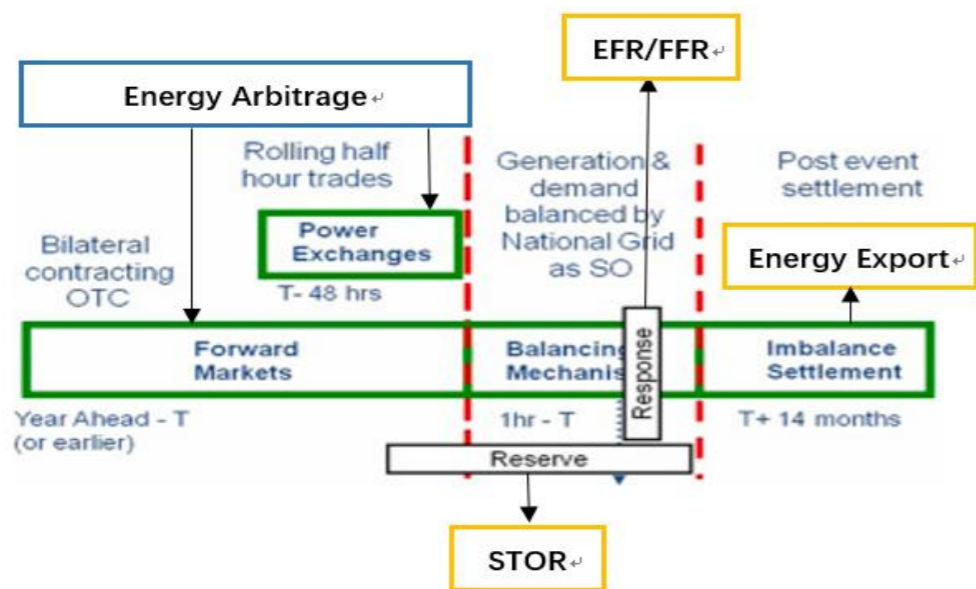 EFR/FFR
Energy Arbitrage
Rolling half
hour trades
Generation &
demand
balanced by
National Grid
as SO
Post event
settlement
Power
Exchanges
Bilateral
contracting
OTC
T- 48 hrs
Energy Export
Forward
Markets
Balancing
Mechanis
Response
Imbalance
Settlement
Year Ahead - T
(or earlier)
1hr - T
T+ 14 months
Reserve
STOR